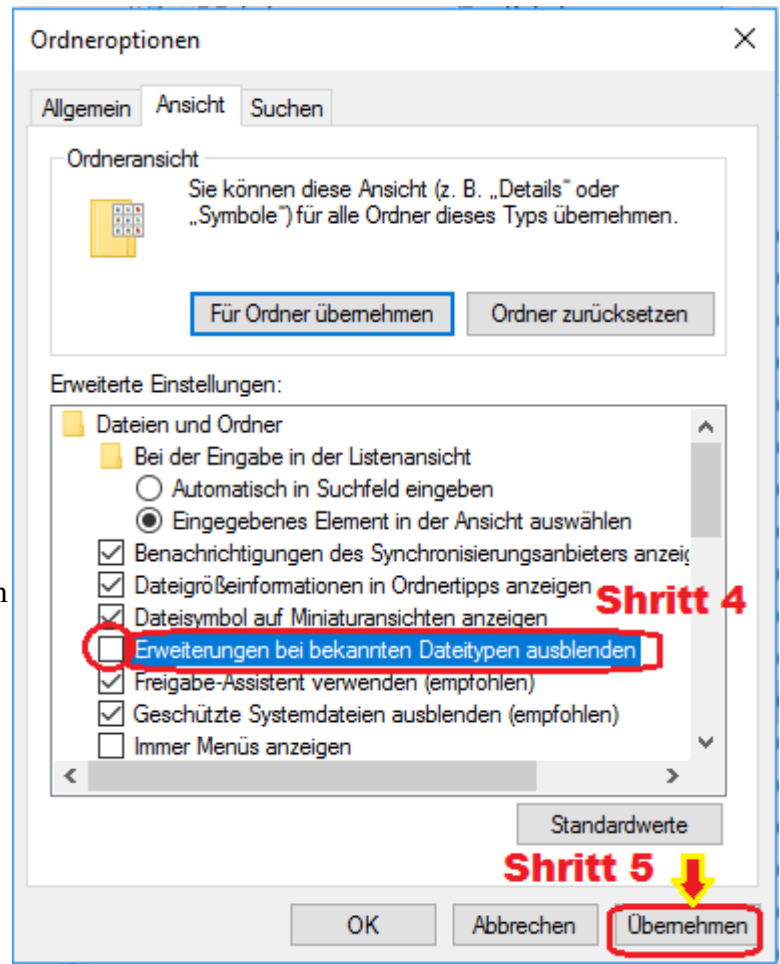 Ordneroptionen
Allgemein Ansicht Suchen
Ordneransicht
Sie können diese Ansicht (z. B. „Details“ oder
„Symbole“) für alle Ordner dieses Typs übernehmen.
Für Ordner übernehmen Ordner zurücksetzen
Erweiterte Einstellungen:
Dateien und Ordner
Bei der Eingabe in der Listenansicht
Automatisch in Suchfeld eingeben
Eingegebenes Element in der Ansicht auswählen
Benachrichtigungen des Synchronisierungsanbieters anzeig
n Dateigrößeinformationen in Ordnertipps anzeigen
Shritt 4
Dateisymbol auf Miniaturansichten anzeigen
Erweiterungen bei bekannten Dateitypen ausblenden
Freigabe-Assistent verwenden (empfohlen)
Geschützte Systemdateien ausblenden (empfohlen)
Immer Menüs anzeigen
Standardwerte
Shritt 5
OK Abbrechen Übernehmen